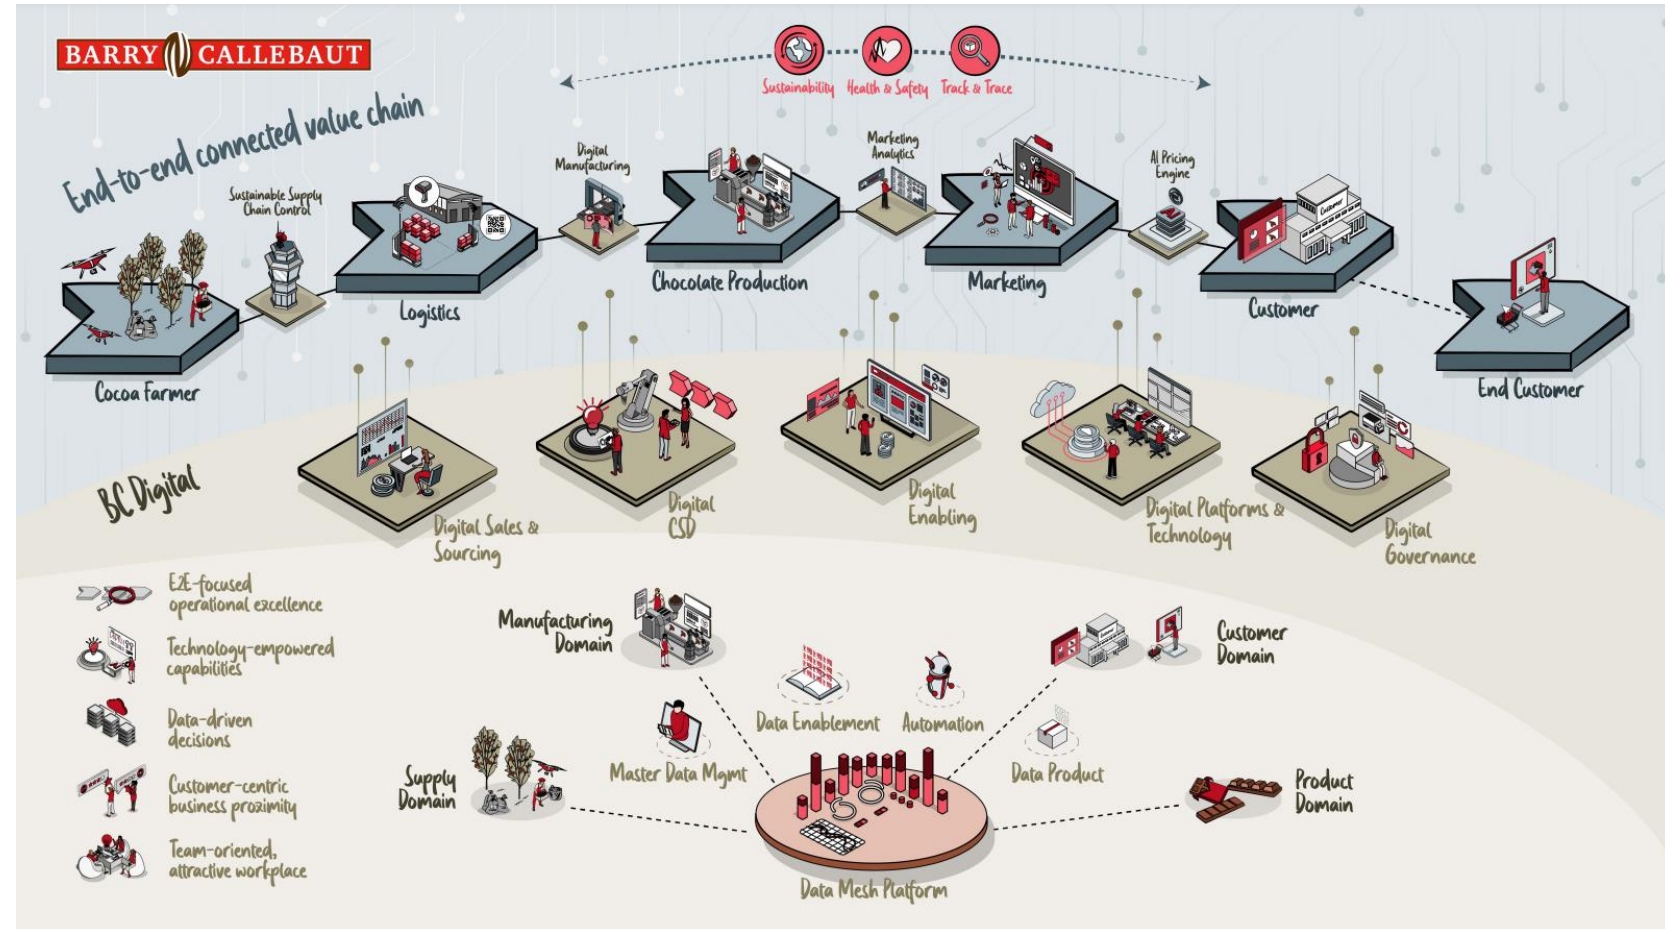 BARRY CALLEBAUT
Sustainability
Health & Safety
Track & Trace
End-to-end connected value chain
Sustainable Supply
Chain Control
Digital
Manufacturing
Marketing
Analytics
AI Pricing
Engine
Customer
Cocoa Farmer
Logistics
Chocolate Production
Marketing
Customer
End Customer
BC Digital
Digital Sales &
Sourcing
Digital
CSD
Digital
Enabling
Digital Platforms &
Technology
Digital
Governance
E2E-focused
operational excellence
Technology-empowered
capabilities
Data-driven
decisions
Customer-centric
business proximity
Team-oriented,
attractive workplace
Manufacturing
Domain
Customer
Domain
Data Enablement
Automation
Master Data Mgmt
Data Product
Supply
Domain
Product
Domain
Data Mesh Platform